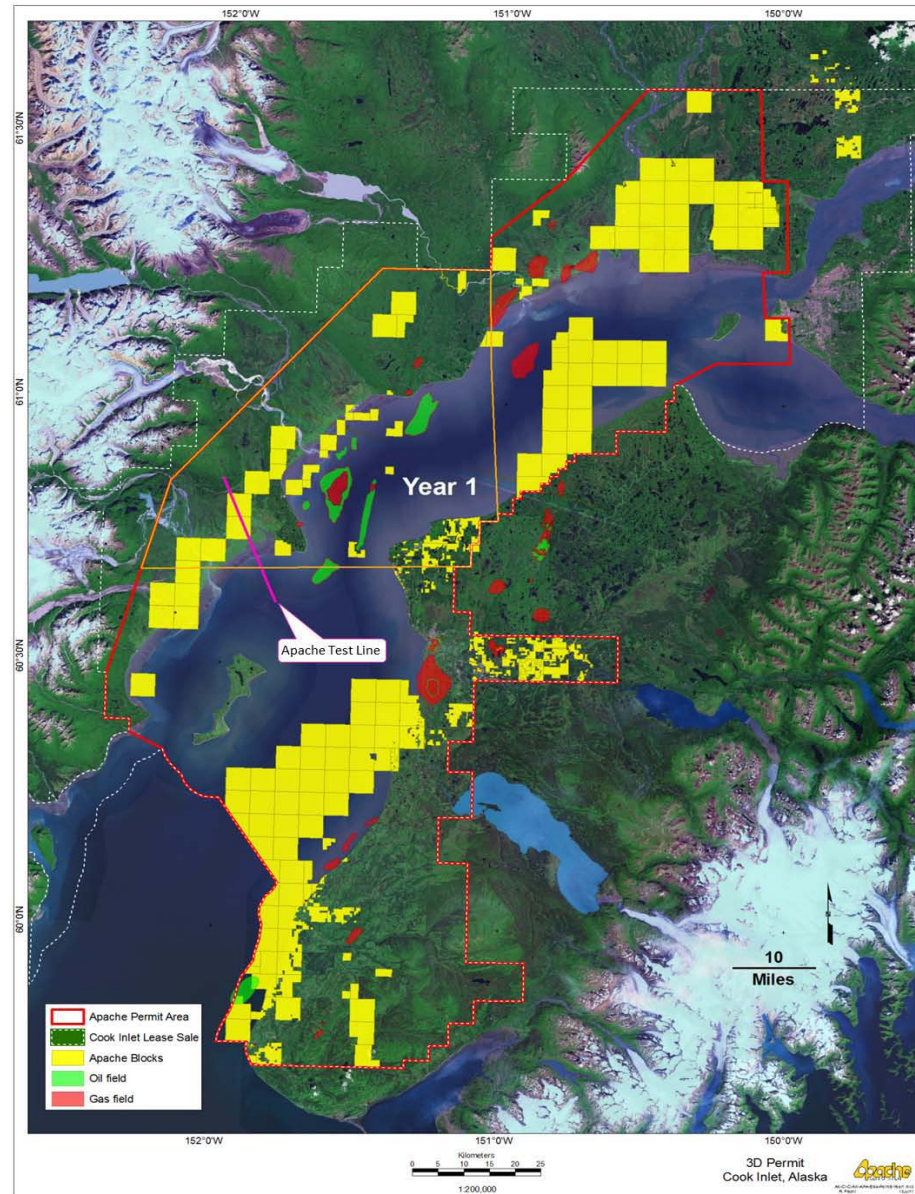 152°0'W 151°0'W 150°0'W
61°30'N
61°0'N
Year 1
Apache Test Line
60°30'N
60°0'N
10
Miles
Apache Permit Area
Cook Inlet Lease Sale
Apache Blocks
Oil field
Gas field
152°0'W 151°0'W 150°0'W
Kilometers
0 5 10 15 20 25
1:200,000
3D Permit
Cook Inlet, Alaska
Apache